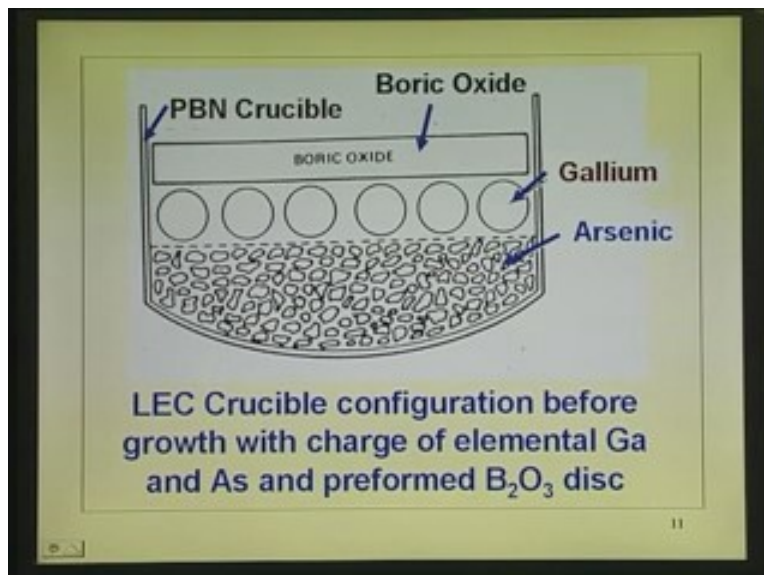 Boric Oxide
PBN Crucible
BORIC OXIDE
Gallium
Arsenic
LEC Crucible configuration before
growth with charge of elemental Ga
and As and preformed B₂O₃ disc
11